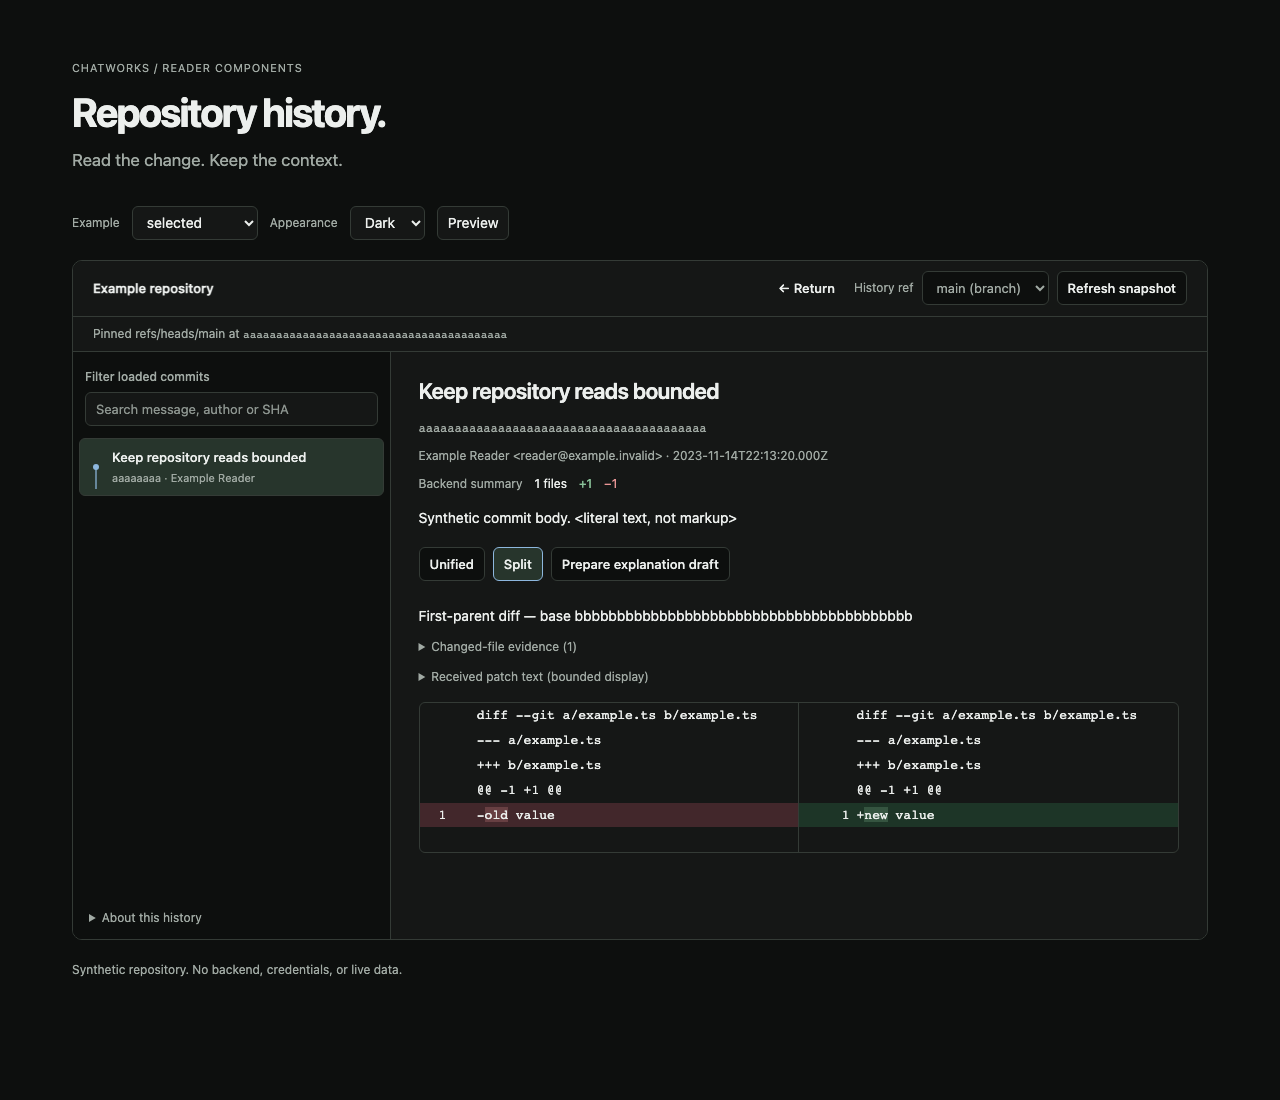 CHATWORKS / READER COMPONENTS
Repository history.
Read the change. Keep the context.
Example selected Appearance Dark Preview
Example repository ← Return History ref main (branch) Refresh snapshot
Pinned refs/heads/main at aaaaaaaaaaaaaaaaaaaaaaaaaaaaaaaaaaaaaaaa
Filter loaded commits
Search message, author or SHA
Keep repository reads bounded
aaaaaaaa · Example Reader
About this history
Keep repository reads bounded
aaaaaaaaaaaaaaaaaaaaaaaaaaaaaaaaaaaaaaaa
Example Reader <reader@example.invalid> · 2023-11-14T22:13:20.000Z
Backend summary 1 files +1 −1
Synthetic commit body. <literal text, not markup>
Unified Split Prepare explanation draft
First-parent diff — base bbbbbbbbbbbbbbbbbbbbbbbbbbbbbbbbbbbbbbbb
Changed-file evidence (1)
Received patch text (bounded display)
diff --git a/example.ts b/example.ts diff --git a/example.ts b/example.ts
--- a/example.ts --- a/example.ts
+++ b/example.ts +++ b/example.ts
@@ -1 +1 @@ @@ -1 +1 @@
1 -old value 1 +new value
Synthetic repository. No backend, credentials, or live data.